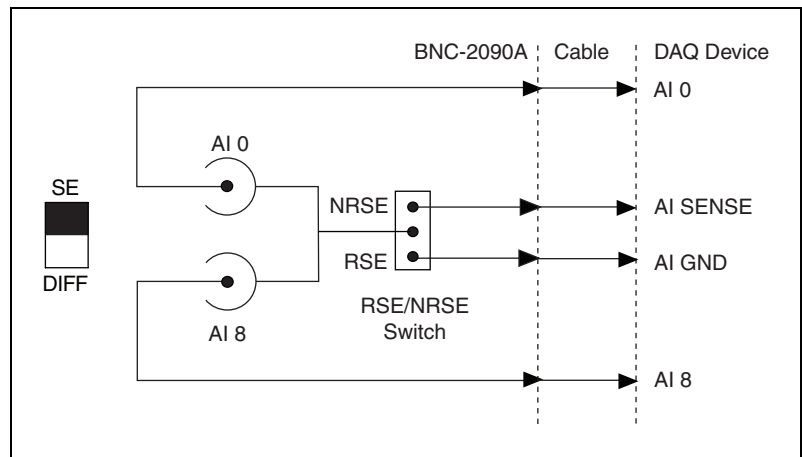 BNC-2090A Cable DAQ Device
AI 0
AI 0
SE
DIFF
NRSE
RSE
AI SENSE
AI GND
RSE/NRSE
Switch
AI 8
AI 8